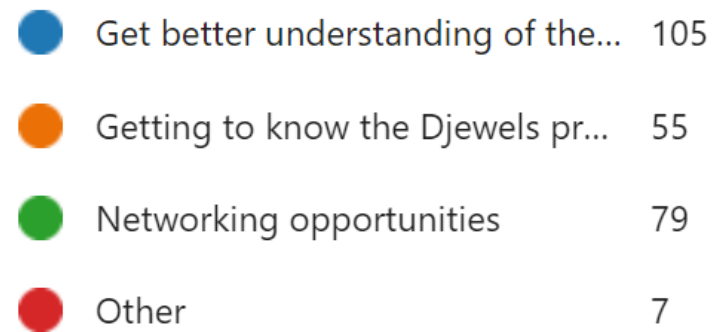 Get better understanding of the... 105
Getting to know the Djewels pr... 55
Networking opportunities 79
Other 7